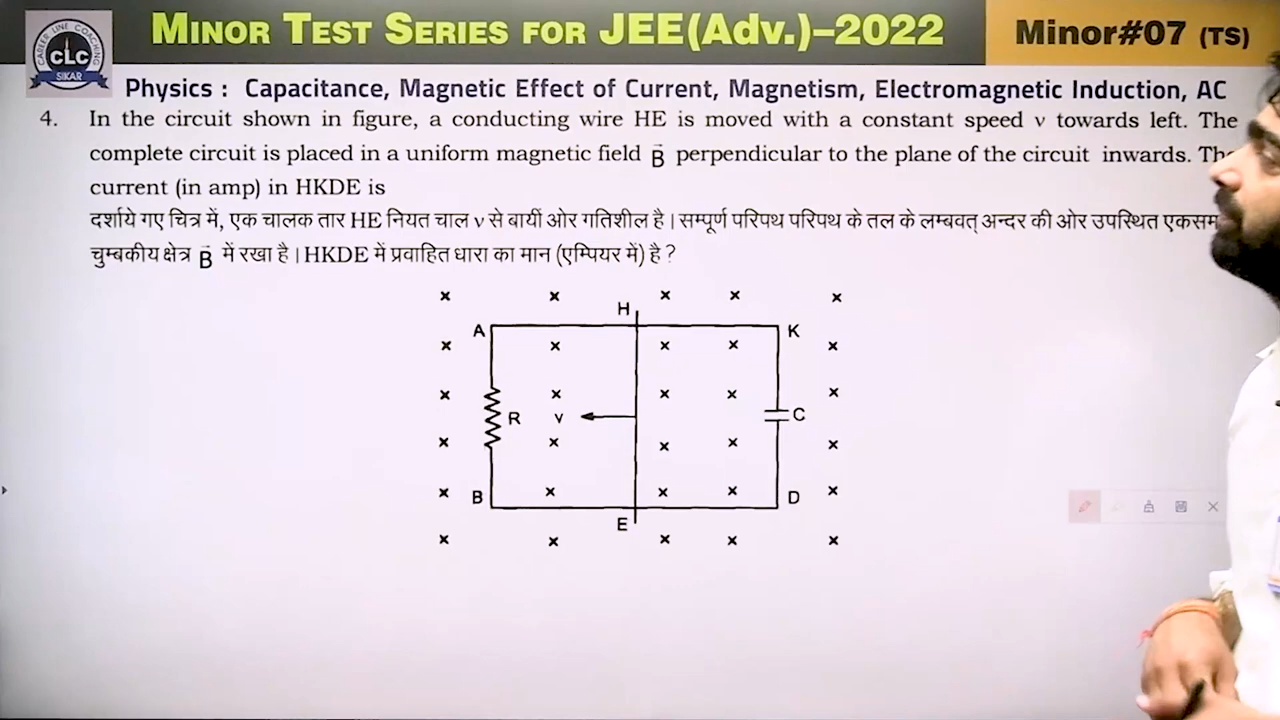 CAREER LINE COACHING
CLC
SIKAR
MINOR TEST SERIES FOR JEE(Adv.)–2022
Minor#07 (TS)
Physics : Capacitance, Magnetic Effect of Current, Magnetism, Electromagnetic Induction, AC
4. In the circuit shown in figure, a conducting wire HE is moved with a constant speed v towards left. The
complete circuit is placed in a uniform magnetic field B⃗ perpendicular to the plane of the circuit inwards. The
current (in amp) in HKDE is
दर्शाये गए चित्र में, एक चालक तार HE नियत चाल v से बायीं ओर गतिशील है। सम्पूर्ण परिपथ परिपथ के तल के लम्बवत् अन्दर की ओर उपस्थित
चुम्बकीय क्षेत्र B⃗ में रखा है। HKDE में प्रवाहित धारा का मान (एम्पियर में) है ?
H
A K
R v C
B D
E